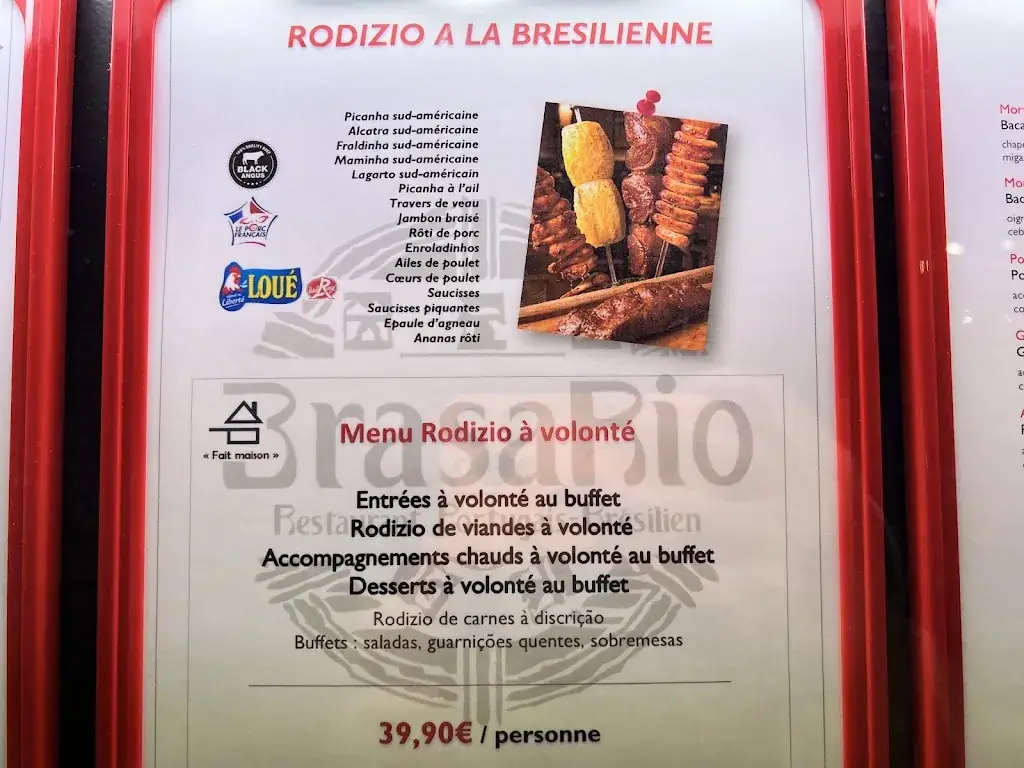 RODIZIO A LA BRESILIENNE
Picanha sud-américaine
Alcatra sud-américaine
Fraldinha sud-américaine
Maminha sud-américaine
Lagarto sud-américain
Picanha à l'ail
Travers de veau
Jambon braisé
Rôti de porc
Enroladinhos
Ailes de poulet
Cœurs de poulet
Saucisses
Saucisses piquantes
Epaule d'agneau
Ananas rôti
BLACK
ANGUS
LE PORC
FRANÇAIS
LOUÉ
Liberté
BrasaRio
Restaurant Portugais-Brésilien
« Fait maison »
Menu Rodizio à volonté
Entrées à volonté au buffet
Rodizio de viandes à volonté
Accompagnements chauds à volonté au buffet
Desserts à volonté au buffet
Rodizio de carnes à discrição
Buffets : saladas, guarnições quentes, sobremesas
39,90€ / personne